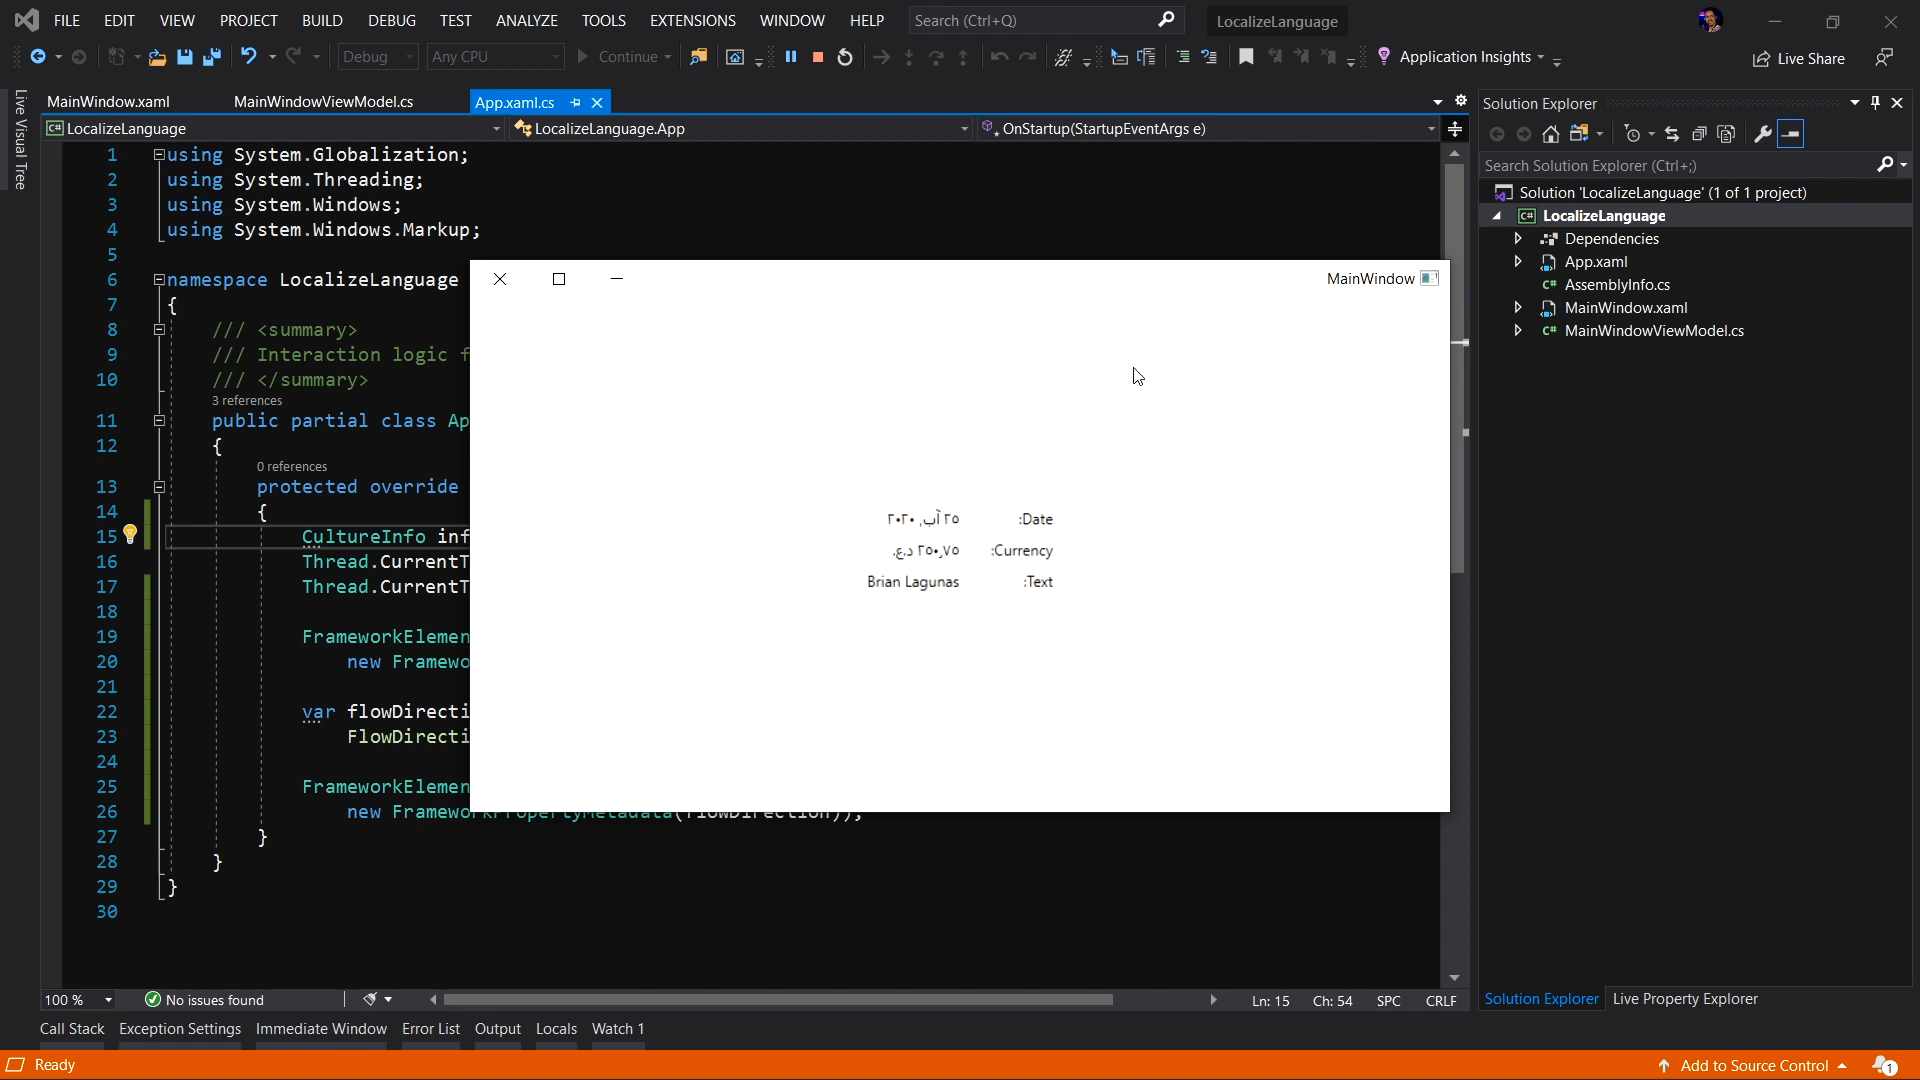 FILE EDIT VIEW PROJECT BUILD DEBUG TEST ANALYZE TOOLS EXTENSIONS WINDOW HELP Search (Ctrl+Q) LocalizeLanguage
Debug Any CPU Continue Application Insights Live Share
Live Visual Tree
MainWindow.xaml MainWindowViewModel.cs App.xaml.cs
LocalizeLanguage LocalizeLanguage.App OnStartup(StartupEventArgs e)
1 using System.Globalization;
2 using System.Threading;
3 using System.Windows;
4 using System.Windows.Markup;
5
6 namespace LocalizeLanguage
7 {
8 /// <summary>
9 /// Interaction logic f
10 /// </summary>
3 references
11 public partial class Ap
12 {
0 references
13 protected override
14 {
15 CultureInfo inf
16 Thread.CurrentT
17 Thread.CurrentT
18
19 FrameworkElemen
20 new Framewo
21
22 var flowDirecti
23 FlowDirecti
24
25 FrameworkElemen
26 new FrameworkPropertyMetadata(flowDirection));
27 }
28 }
29 }
30
MainWindow
Date:
٢٥ آب, ٢٠٢٠
Currency:
٢٥٠٫٧٥ د.ع.
Text:
Brian Lagunas
Solution Explorer
Search Solution Explorer (Ctrl+;)
Solution 'LocalizeLanguage' (1 of 1 project)
LocalizeLanguage
Dependencies
App.xaml
AssemblyInfo.cs
MainWindow.xaml
MainWindowViewModel.cs
Solution Explorer Live Property Explorer
100 % No issues found Ln: 15 Ch: 54 SPC CRLF
Call Stack Exception Settings Immediate Window Error List Output Locals Watch 1
Ready Add to Source Control 1